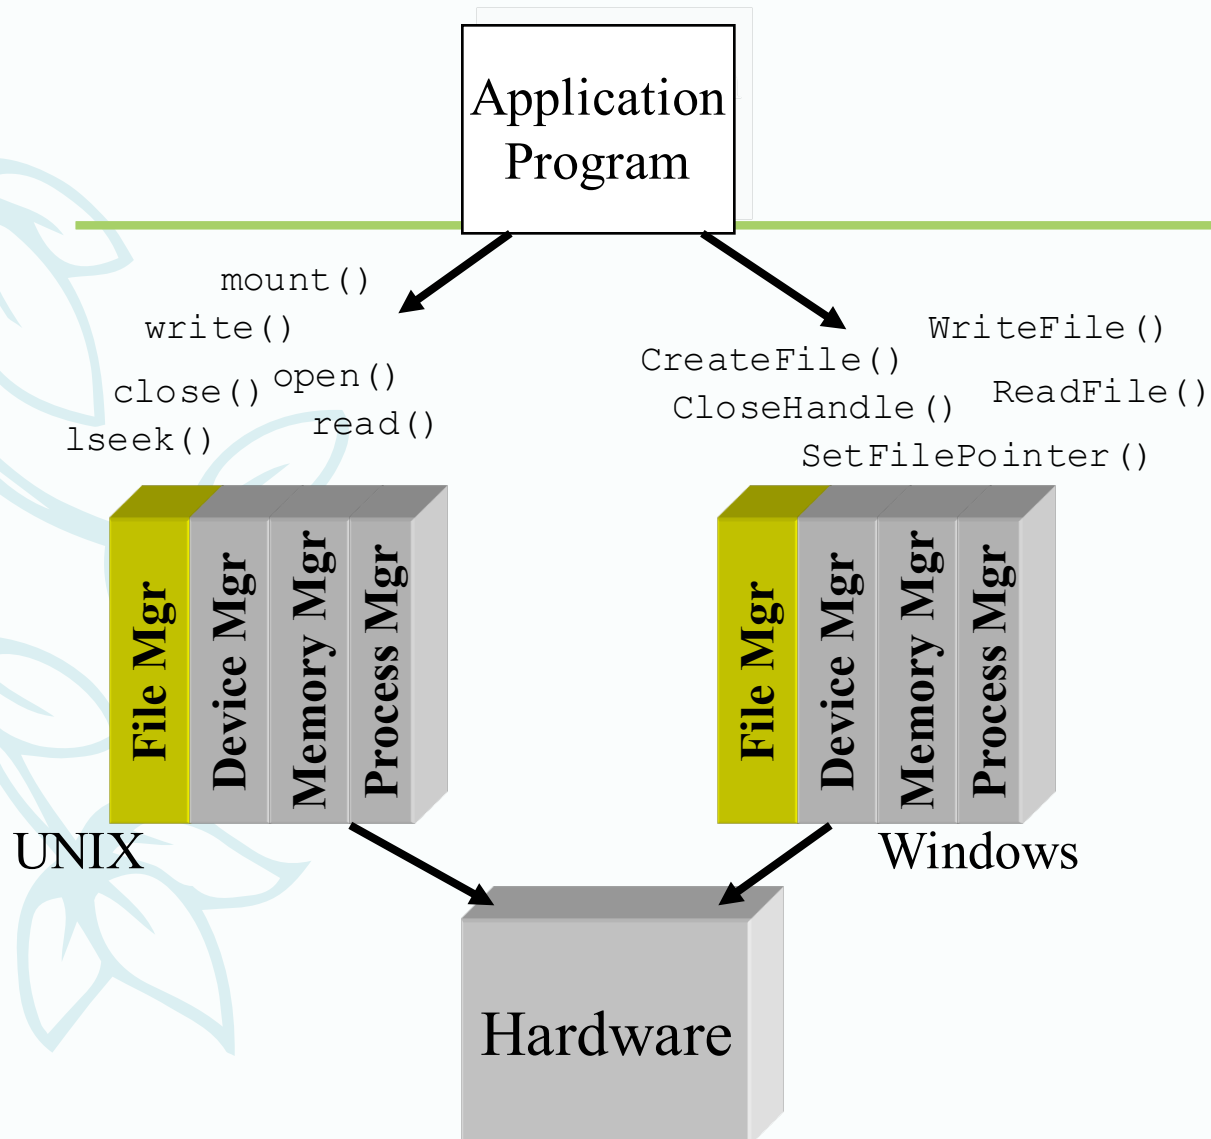 Application
Program
mount()
write()
open()
close()
read()
lseek()
WriteFile()
CreateFile()
ReadFile()
CloseHandle()
SetFilePointer()
File Mgr
Device Mgr
Memory Mgr
Process Mgr
File Mgr
Device Mgr
Memory Mgr
Process Mgr
UNIX
Windows
Hardware